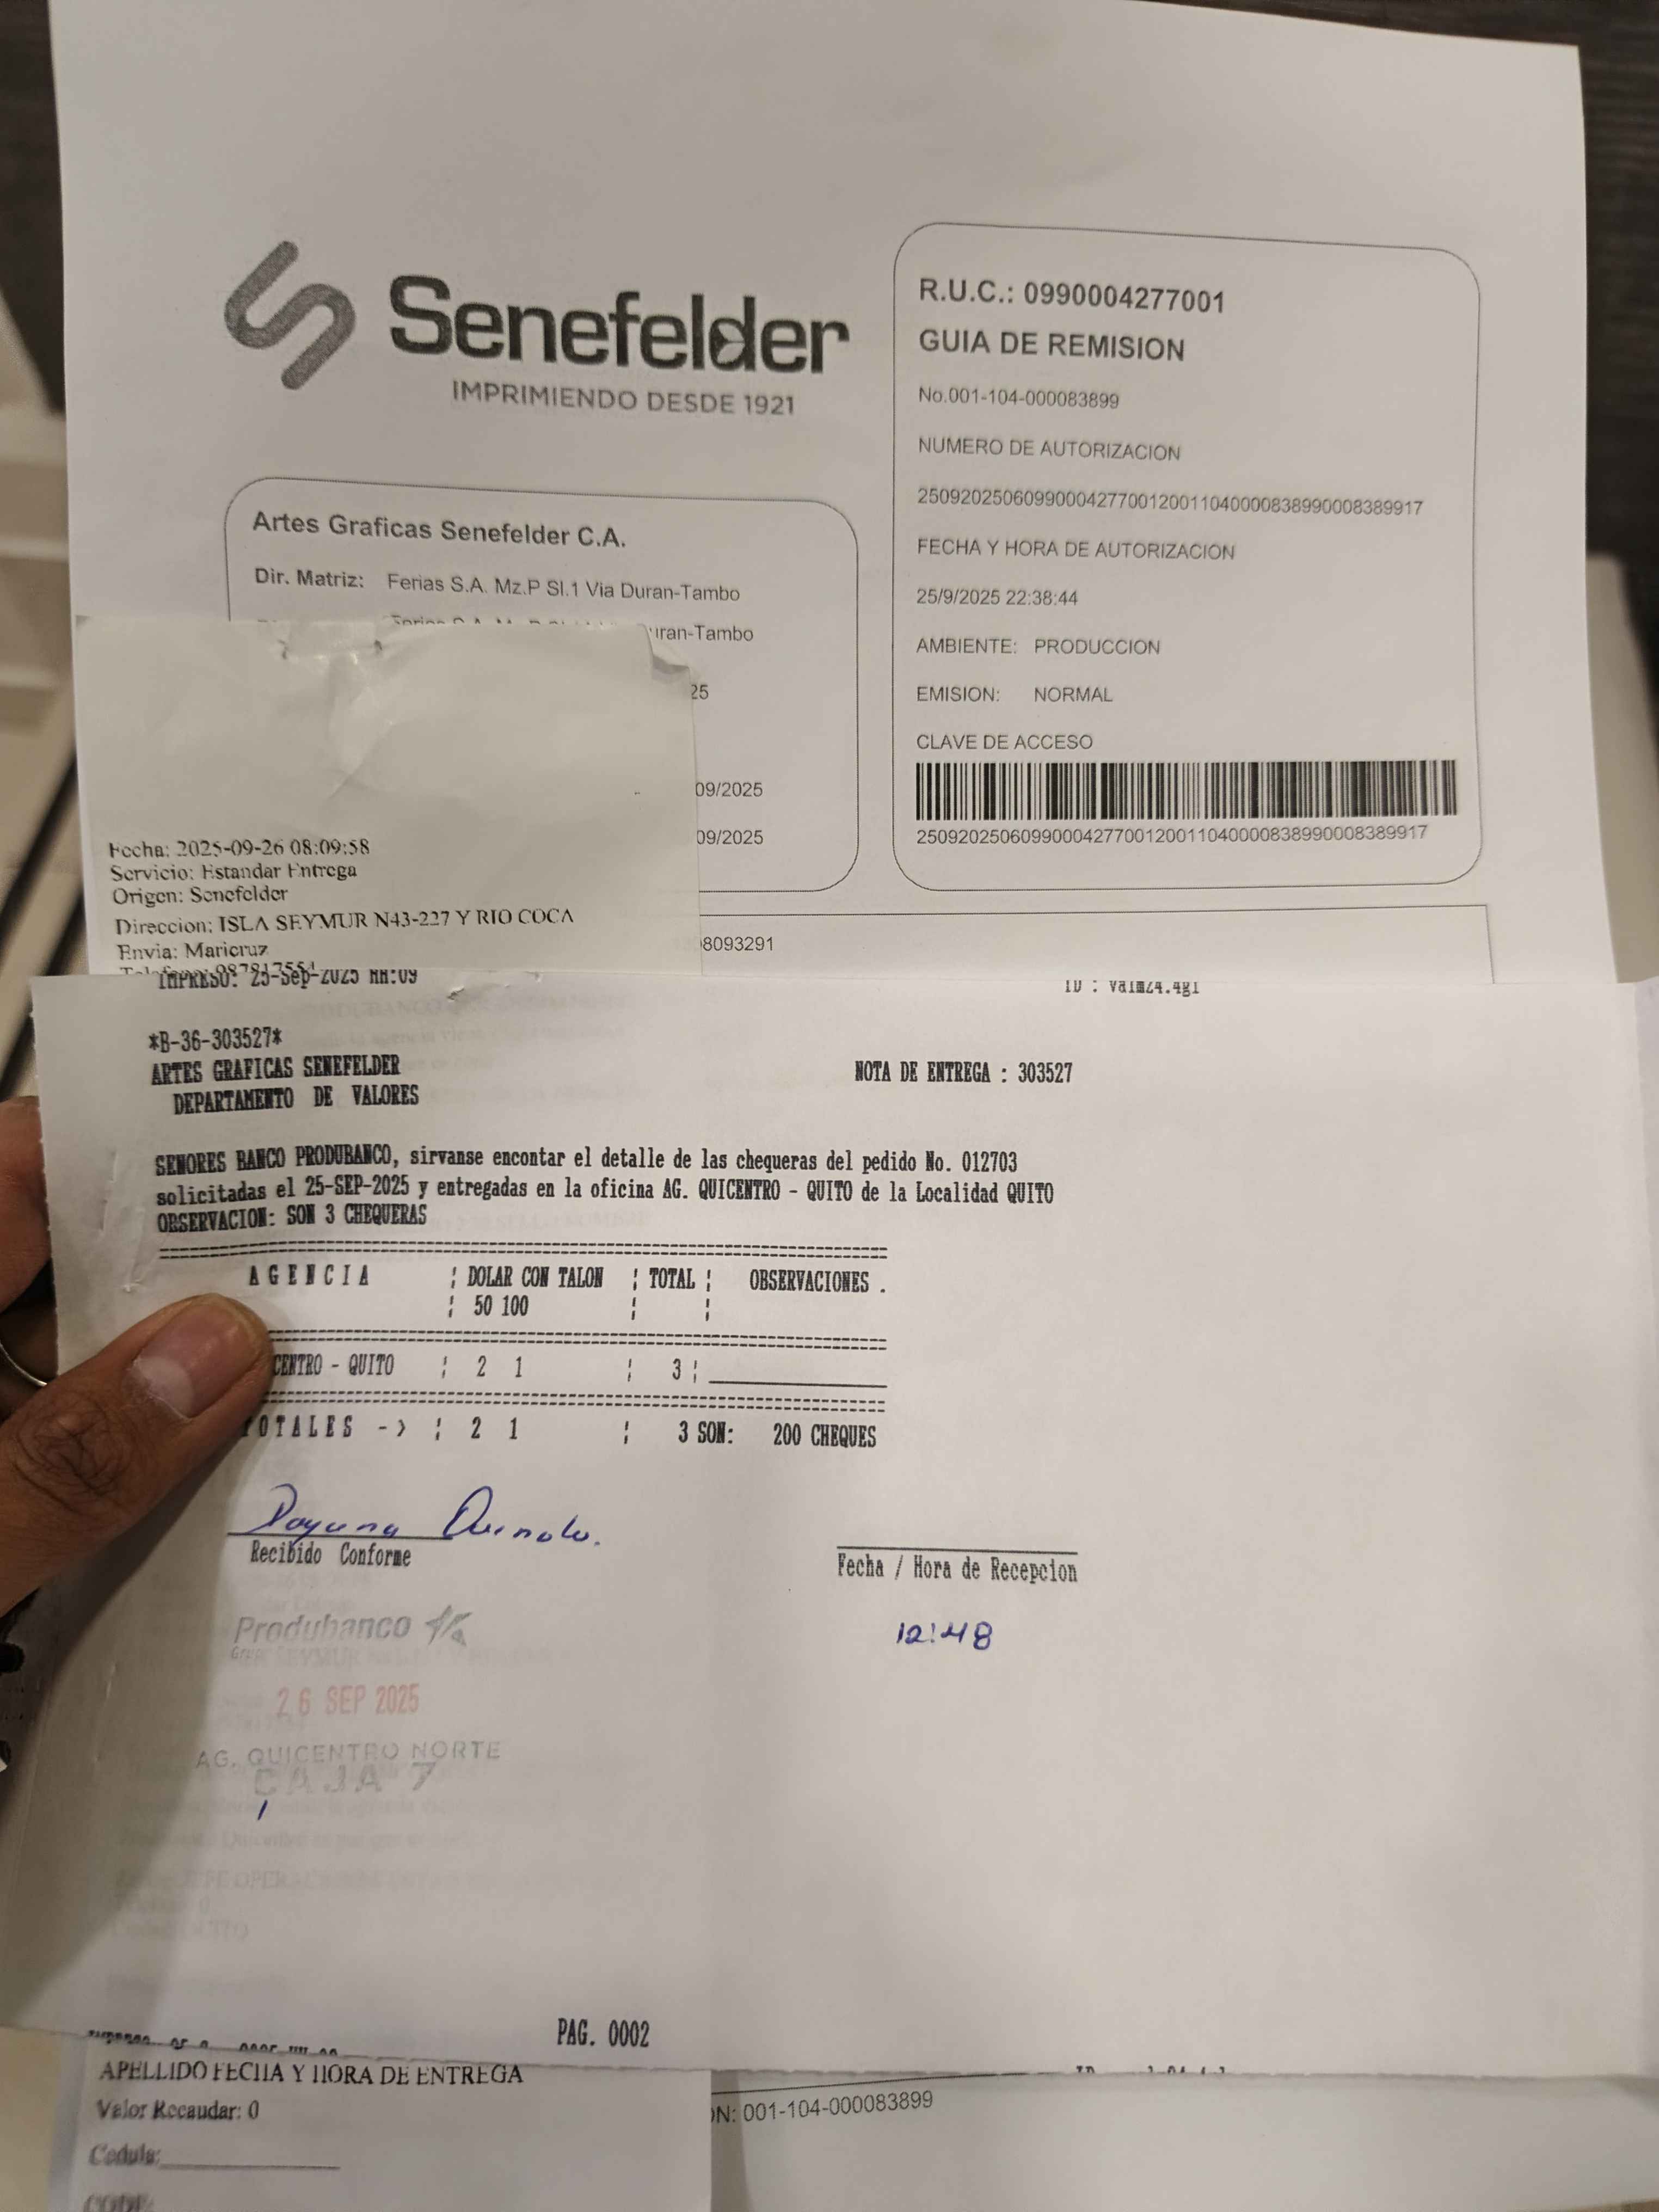 Senefelder
IMPRIMIENDO DESDE 1921
R.U.C.: 0990004277001
GUIA DE REMISION
No.001-104-000083899
NUMERO DE AUTORIZACION
2509202506099000427700120011040000838990008389917
FECHA Y HORA DE AUTORIZACION
25/9/2025 22:38:44
AMBIENTE: PRODUCCION
EMISION: NORMAL
CLAVE DE ACCESO
2509202506099000427700120011040000838990008389917
Artes Graficas Senefelder C.A.
Dir. Matriz: Ferias S.A. Mz.P Sl.1 Via Duran-Tambo
uran-Tambo
25
09/2025
09/2025
8093291
Fecha: 2025-09-26 08:09:58
Servicio: Estandar Entrega
Origen: Senefelder
Direccion: ISLA SEYMUR N43-227 Y RIO COCA
Envia: Maricruz
IMPRESO: 25-Sep-2025
*B-36-303527*
ARTES GRAFICAS SENEFELDER
DEPARTAMENTO DE VALORES
NOTA DE ENTREGA : 303527
SENORES BANCO PRODUBANCO, sirvanse encontar el detalle de las chequeras del pedido No. 012703
solicitadas el 25-SEP-2025 y entregadas en la oficina AG. QUICENTRO - QUITO de la Localidad QUITO
OBSERVACION: SON 3 CHEQUERAS
A G E N C I A ¦ DOLAR CON TALON ¦ TOTAL ¦ OBSERVACIONES .
¦ 50 100 ¦ ¦
CENTRO - QUITO ¦ 2 1 ¦ 3 ¦
TOTALES -> ¦ 2 1 ¦ 3 SON: 200 CHEQUES
Dayana
Recibido Conforme
Fecha / Hora de Recepcion
12:48
Produbanco
26 SEP 2025
AG. QUICENTRO NORTE
CAJA 7
PAG. 0002
APELLIDO FECHA Y HORA DE ENTREGA
Valor Recaudar: 0
Cedula:
CODE:
N: 001-104-000083899